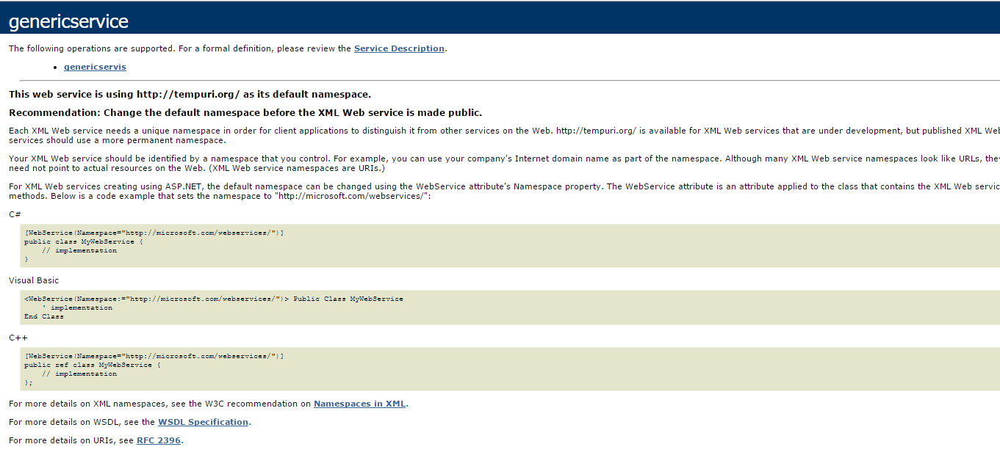 genericservice
The following operations are supported. For a formal definition, please review the Service Description.
genericservis
This web service is using http://tempuri.org/ as its default namespace.
Recommendation: Change the default namespace before the XML Web service is made public.
Each XML Web service needs a unique namespace in order for client applications to distinguish it from other services on the Web. http://tempuri.org/ is available for XML Web services that are under development, but published XML Web
services should use a more permanent namespace.
Your XML Web service should be identified by a namespace that you control. For example, you can use your company's Internet domain name as part of the namespace. Although many XML Web service namespaces look like URLs, they
need not point to actual resources on the Web. (XML Web service namespaces are URIs.)
For XML Web services creating using ASP.NET, the default namespace can be changed using the WebService attribute's Namespace property. The WebService attribute is an attribute applied to the class that contains the XML Web servic
methods. Below is a code example that sets the namespace to "http://microsoft.com/webservices/":
C#
[WebService(Namespace="http://microsoft.com/webservices/")]
public class MyWebService {
    // implementation
}
Visual Basic
<WebService(Namespace:="http://microsoft.com/webservices/")> Public Class MyWebService
    ' implementation
End Class
C++
[WebService(Namespace="http://microsoft.com/webservices/")]
public ref class MyWebService {
    // implementation
};
For more details on XML namespaces, see the W3C recommendation on Namespaces in XML.
For more details on WSDL, see the WSDL Specification.
For more details on URIs, see RFC 2396.